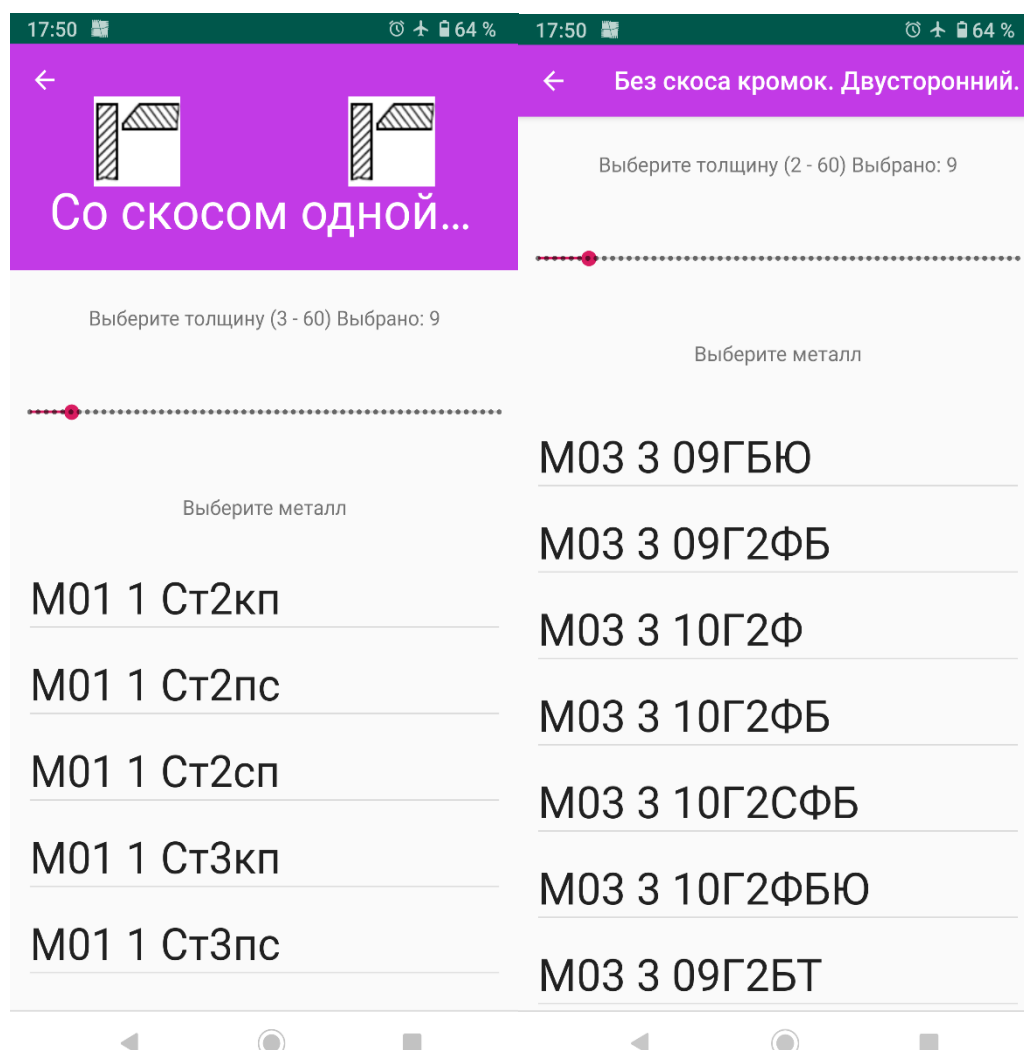 17:50
64 %
Со скосом одной...
Выберите толщину (3 - 60) Выбрано: 9
Выберите металл
М01 1 Ст2кп
М01 1 Ст2пс
М01 1 Ст2сп
М01 1 Ст3кп
М01 1 Ст3пс
17:50
64 %
Без скоса кромок. Двусторонний.
Выберите толщину (2 - 60) Выбрано: 9
Выберите металл
М03 3 09ГБЮ
М03 3 09Г2ФБ
М03 3 10Г2Ф
М03 3 10Г2ФБ
М03 3 10Г2СФБ
М03 3 10Г2ФБЮ
М03 3 09Г2БТ